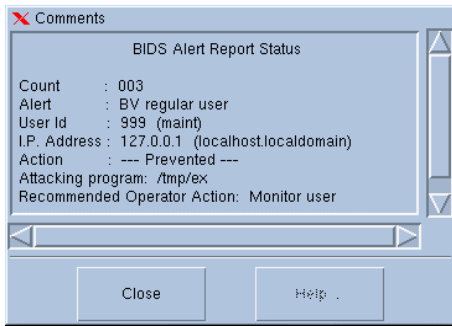 Comments
BIDS Alert Report Status
Count : 003
Alert : BV regular user
User Id : 999 (maint)
I.P. Address : 127.0.0.1 (localhost.localdomain)
Action : --- Prevented ---
Attacking program: /tmp/ex
Recommended Operator Action: Monitor user
Close
Help .